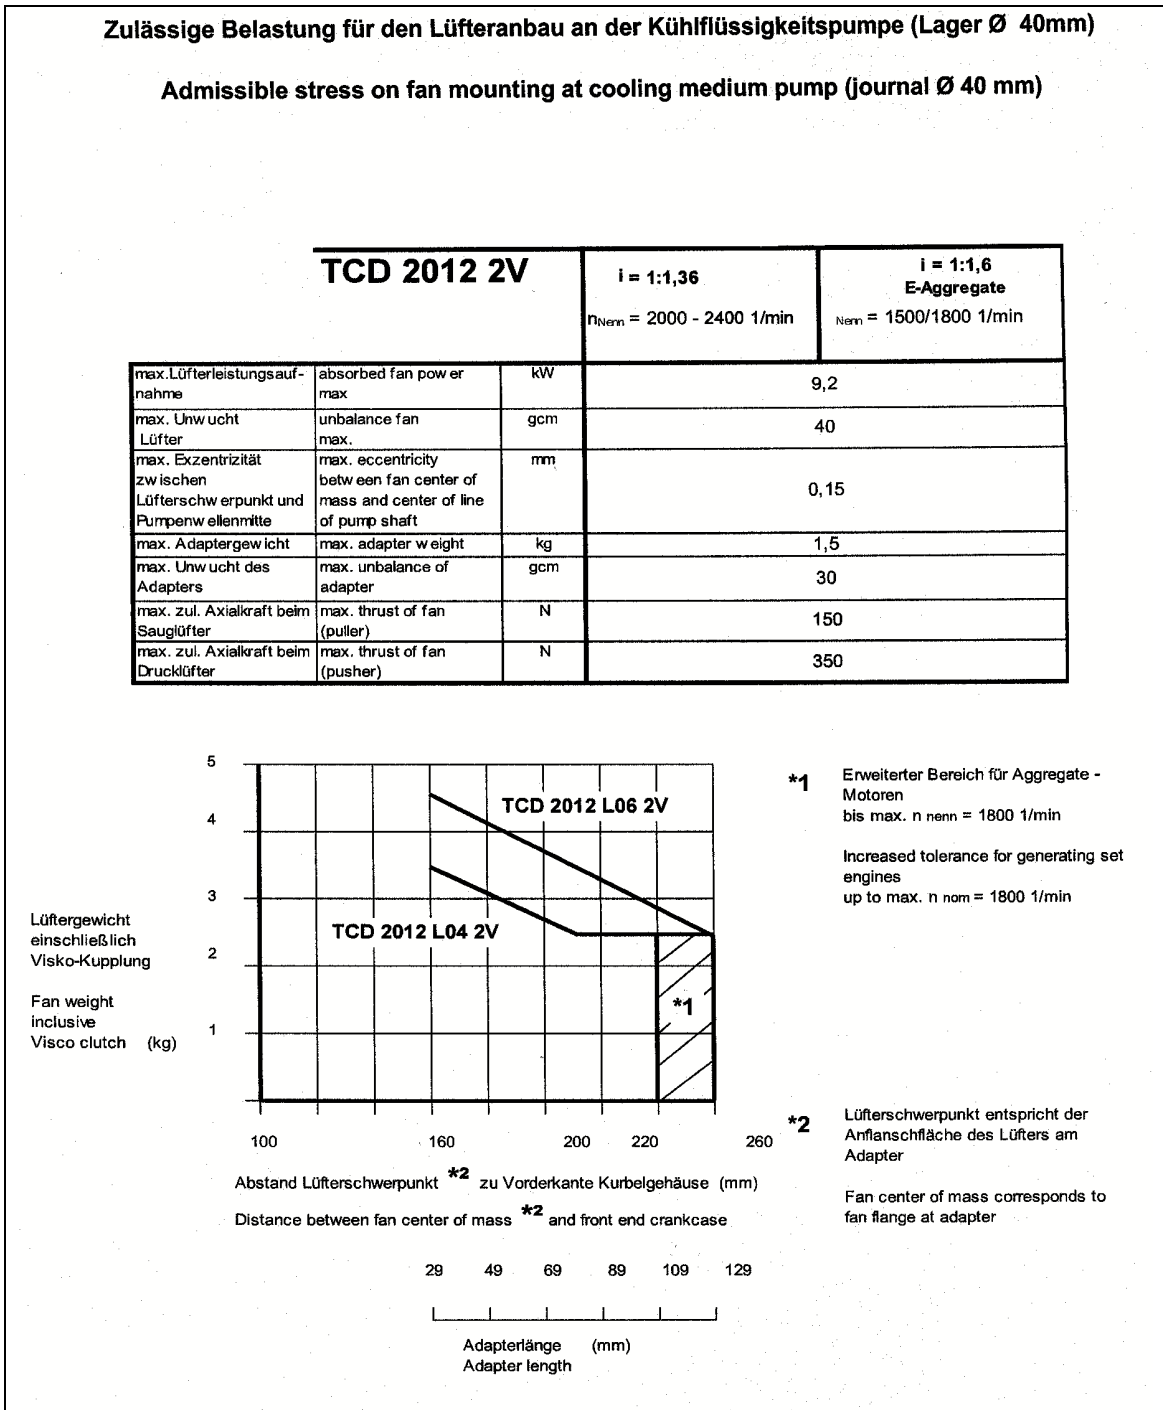 Zulässige Belastung für den Lüfteranbau an der Kühlflüssigkeitspumpe (Lager Ø 40mm)
Admissible stress on fan mounting at cooling medium pump (journal Ø 40 mm)
TCD 2012 2V
i = 1:1,36
nNenn = 2000 - 2400 1/min
i = 1:1,6
E-Aggregate
Nenn = 1500/1800 1/min
max.Lüfterleistungsauf-
nahme
absorbed fan power
max
kW
9,2
max. Unwucht
Lüfter
unbalance fan
max.
gcm
40
max. Exzentrizität
zwischen
Lüfterschwerpunkt und
Pumpenwellenmitte
max. eccentricity
between fan center of
mass and center of line
of pump shaft
mm
0,15
max. Adaptergewicht
max. adapter weight
kg
1,5
max. Unwucht des
Adapters
max. unbalance of
adapter
gcm
30
max. zul. Axialkraft beim
Sauglüfter
max. thrust of fan
(puller)
N
150
max. zul. Axialkraft beim
Drucklüfter
max. thrust of fan
(pusher)
N
350
5
4
3
2
1
Lüftergewicht
einschließlich
Visko-Kupplung
Fan weight
inclusive
Visco clutch (kg)
TCD 2012 L06 2V
TCD 2012 L04 2V
*1
100 160 200 220 260
Abstand Lüfterschwerpunkt *2 zu Vorderkante Kurbelgehäuse (mm)
Distance between fan center of mass *2 and front end crankcase
29 49 69 89 109 129
Adapterlänge (mm)
Adapter length
*1
Erweiterter Bereich für Aggregate -
Motoren
bis max. n nenn = 1800 1/min
Increased tolerance for generating set
engines
up to max. n nom = 1800 1/min
*2
Lüfterschwerpunkt entspricht der
Anflanschfläche des Lüfters am
Adapter
Fan center of mass corresponds to
fan flange at adapter